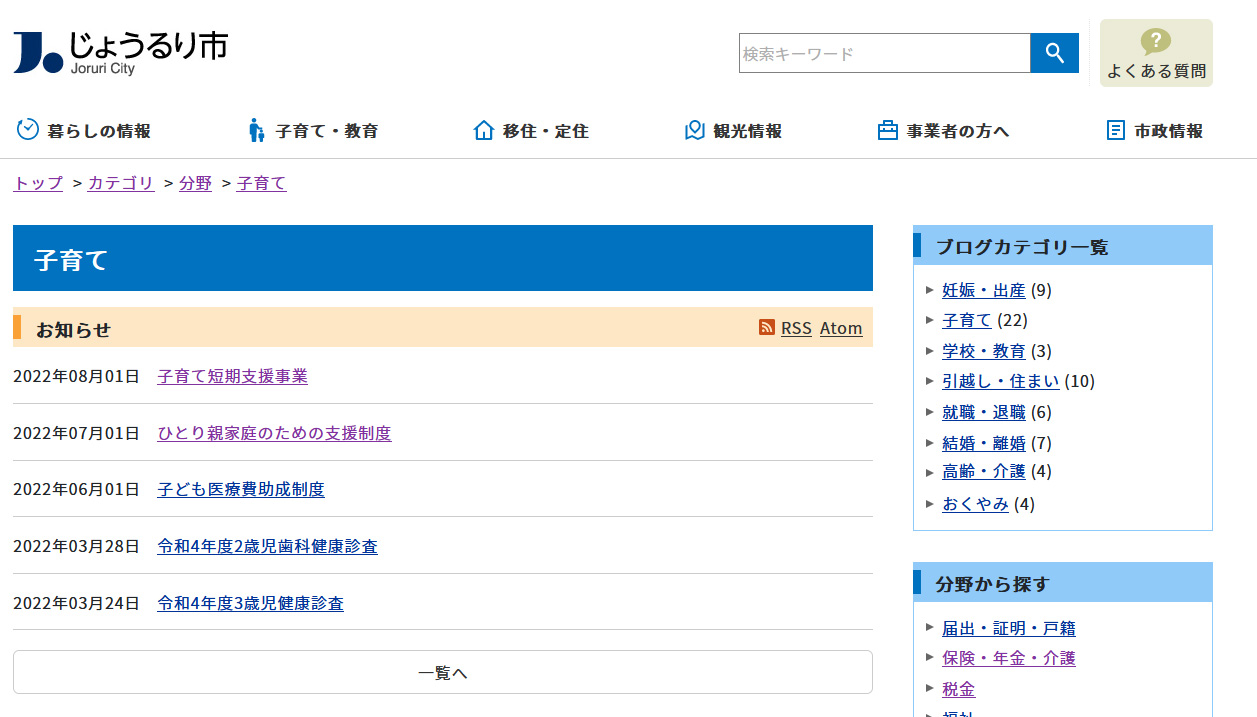 じょうるり市
Joruri City
検索キーワード
?
よくある質問
暮らしの情報
子育て・教育
移住・定住
観光情報
事業者の方へ
市政情報
トップ > カテゴリ > 分野 > 子育て
子育て
お知らせ RSS Atom
2022年08月01日 子育て短期支援事業
2022年07月01日 ひとり親家庭のための支援制度
2022年06月01日 子ども医療費助成制度
2022年03月28日 令和4年度2歳児歯科健康診査
2022年03月24日 令和4年度3歳児健康診査
一覧へ
ブログカテゴリ一覧
妊娠・出産 (9)
子育て (22)
学校・教育 (3)
引越し・住まい (10)
就職・退職 (6)
結婚・離婚 (7)
高齢・介護 (4)
おくやみ (4)
分野から探す
届出・証明・戸籍
保険・年金・介護
税金
福祉